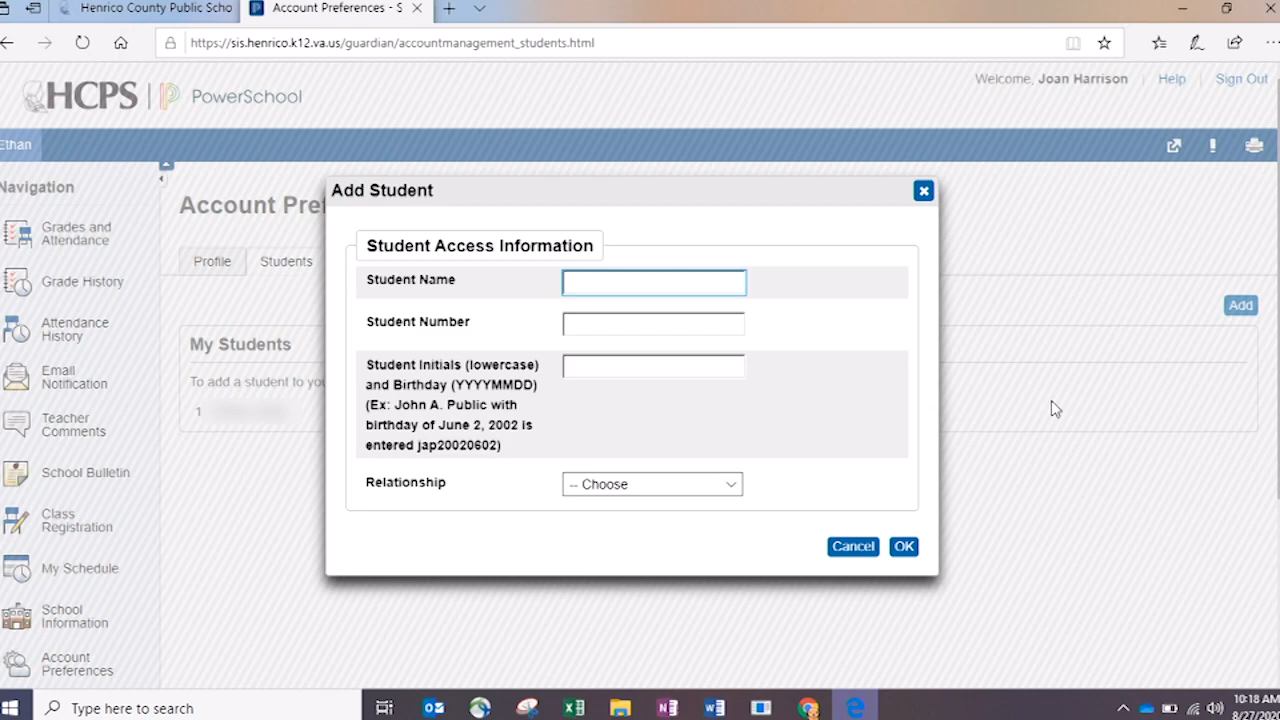 Henrico County Public Scho
Account Preferences - S
https://sis.henrico.k12.va.us/guardian/accountmanagement_students.html
HCPS
PowerSchool
Welcome, Joan Harrison
Help
Sign Out
Ethan
Navigation
Grades and
Attendance
Grade History
Attendance
History
Email
Notification
Teacher
Comments
School Bulletin
Class
Registration
My Schedule
School
Information
Account
Preferences
Account Pref
Profile
Students
Add
My Students
To add a student to you
1
Add Student
Student Access Information
Student Name
Student Number
Student Initials (lowercase)
and Birthday (YYYYMMDD)
(Ex: John A. Public with
birthday of June 2, 2002 is
entered jap20020602)
Relationship
-- Choose
Cancel
OK
Type here to search
10:18 AM